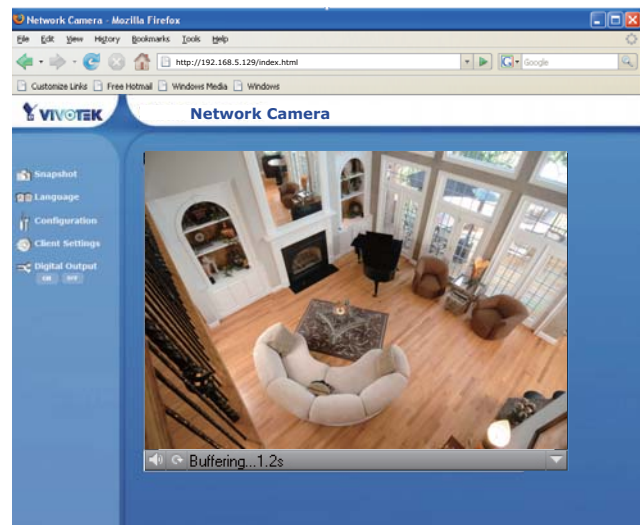 Network Camera - Mozilla Firefox
File Edit View History Bookmarks Tools Help
http://192.168.5.129/index.html
Google
Customize Links Free Hotmail Windows Media Windows
VIVOTEK
Network Camera
Snapshot
Language
Configuration
Client Settings
Digital Output
ON OFF
Buffering...1.2s